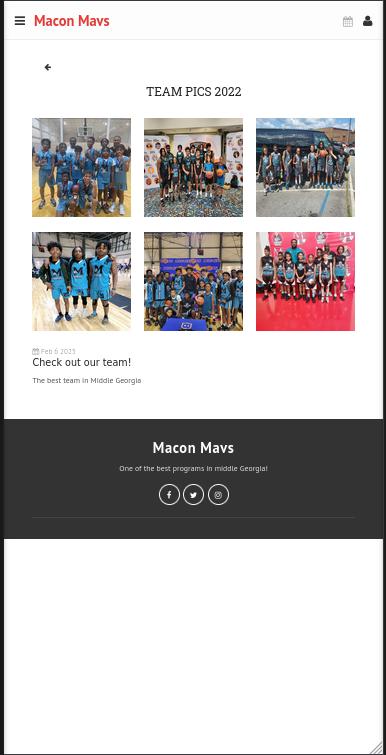 Macon Mavs
TEAM PICS 2022
Feb 6 2023
Check out our team!
The best team in Middle Georgia
Macon Mavs
One of the best programs in middle Georgia!